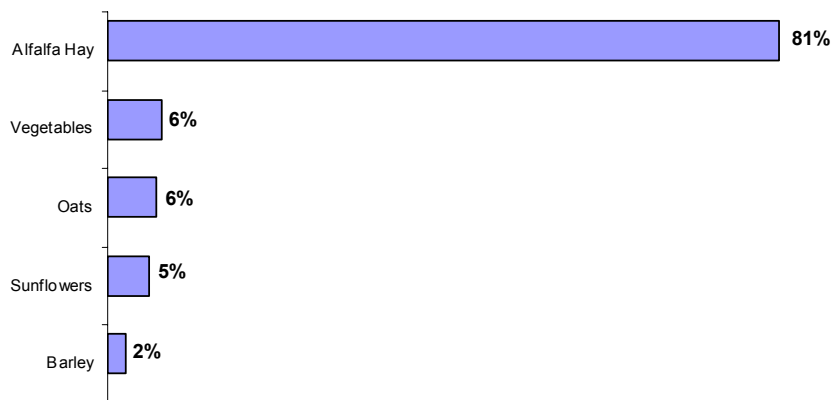 Alfalfa Hay 81%
Vegetables 6%
Oats 6%
Sunflowers 5%
Barley 2%